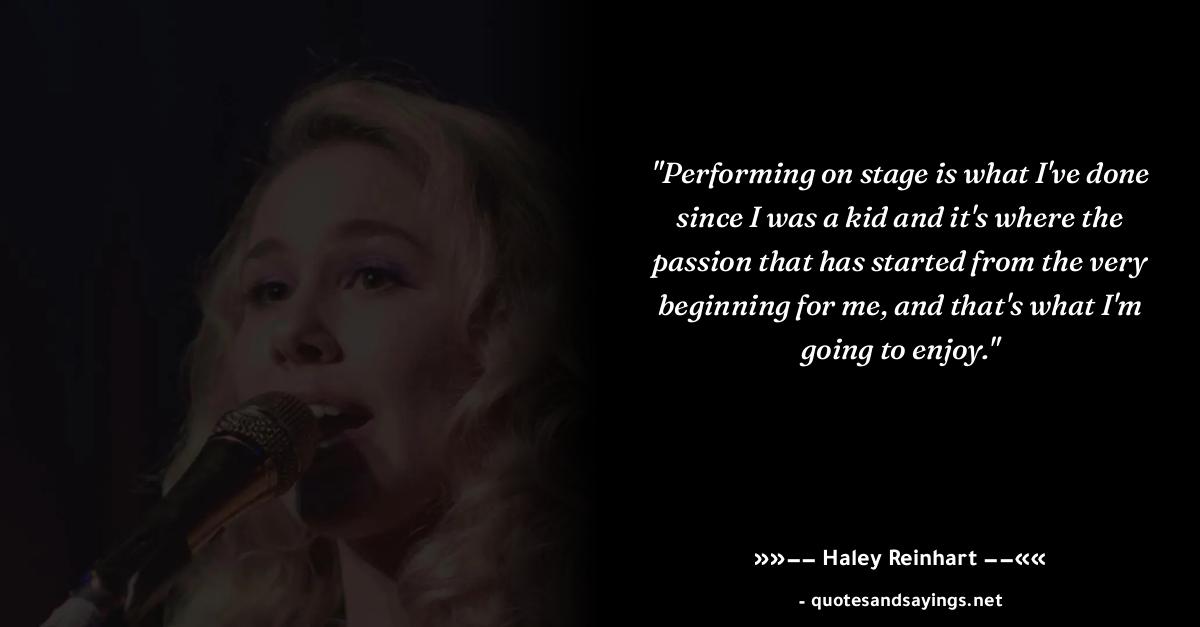 "Performing on stage is what I've done
since I was a kid and it's where the
passion that has started from the very
beginning for me, and that's what I'm
going to enjoy."
»»−− Haley Reinhart −−««
- quotesandsayings.net